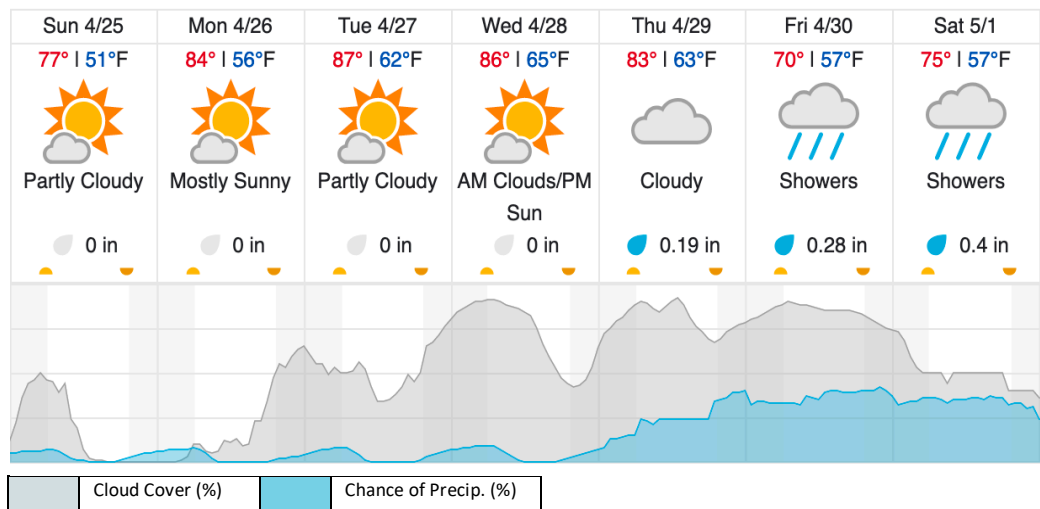 Sun 4/25 Mon 4/26 Tue 4/27 Wed 4/28 Thu 4/29 Fri 4/30 Sat 5/1
77° | 51°F 84° | 56°F 87° | 62°F 86° | 65°F 83° | 63°F 70° | 57°F 75° | 57°F
Partly Cloudy Mostly Sunny Partly Cloudy AM Clouds/PM Cloudy Showers Showers
Sun
0 in 0 in 0 in 0 in 0.19 in 0.28 in 0.4 in
Cloud Cover (%) Chance of Precip. (%)